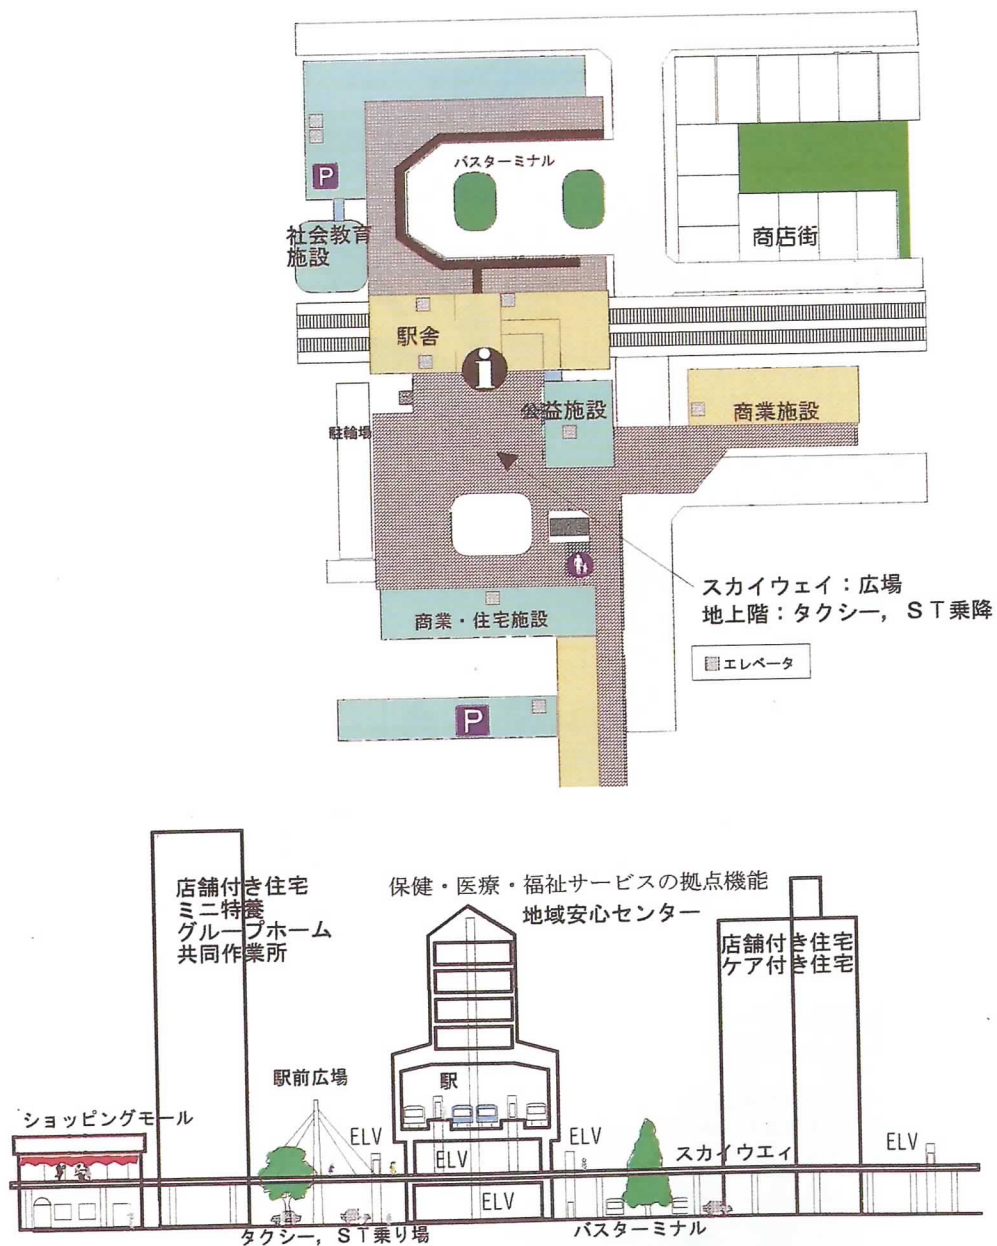 バスターミナル
P
社会教育
施設
商店街
駅舎
i
公益施設
商業施設
駐輪場
スカイウェイ：広場
地上階：タクシー，ＳＴ乗降
商業・住宅施設
エレベータ
P
店舗付き住宅
ミニ特養
グループホーム
共同作業所
保健・医療・福祉サービスの拠点機能
地域安心センター
店舗付き住宅
ケア付き住宅
駅前広場
駅
ショッピングモール
ELV
ELV
ELV
スカイウエィ
ELV
ELV
タクシー，ＳＴ乗り場
バスターミナル